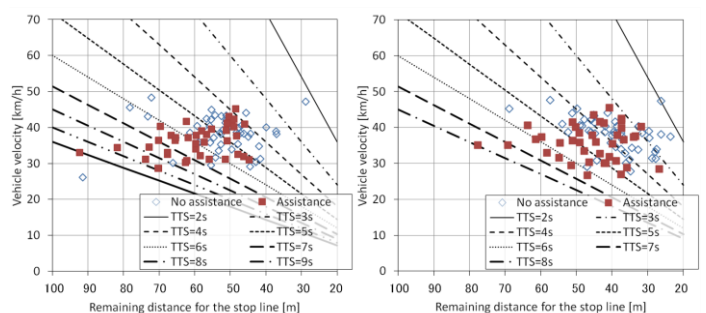 Vehicle velocity [km/h]
70
60
50
40
30
20
10
0
No assistance Assistance
TTS=2s TTS=3s
TTS=4s TTS=5s
TTS=6s TTS=7s
TTS=8s TTS=9s
100 90 80 70 60 50 40 30 20
Remaining distance for the stop line [m]
Vehicle velocity [km/h]
70
60
50
40
30
20
10
0
No assistance Assistance
TTS=2s TTS=3s
TTS=4s TTS=5s
TTS=6s TTS=7s
TTS=8s
100 90 80 70 60 50 40 30 20
Remaining distance for the stop line [m]